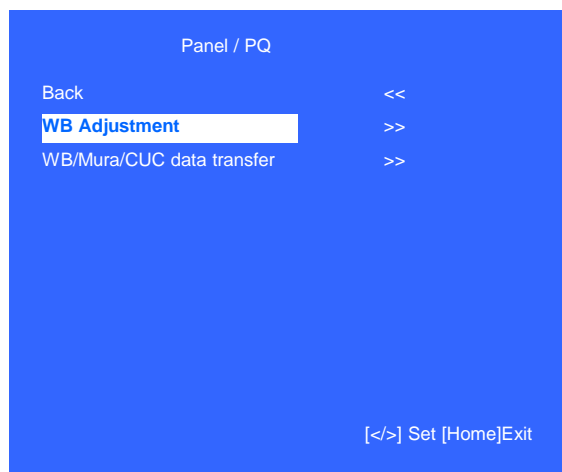 Panel / PQ
Back <<
WB Adjustment >>
WB/Mura/CUC data transfer >>
[</>] Set [Home]Exit